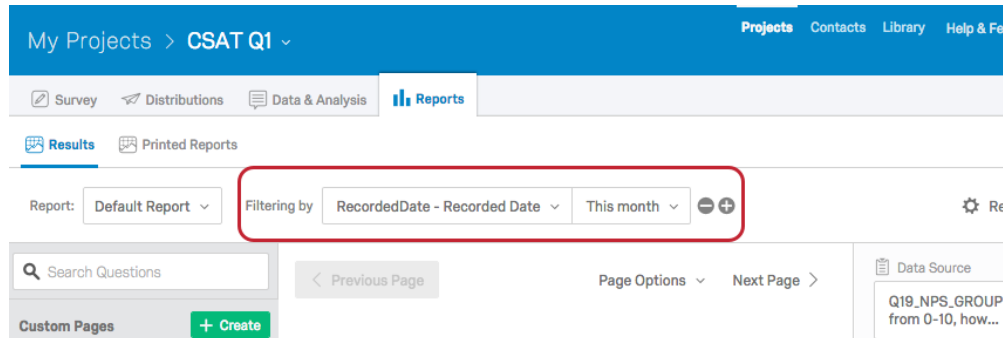 My Projects > CSAT Q1
Projects Contacts Library Help & Fe
Survey Distributions Data & Analysis Reports
Results Printed Reports
Report: Default Report Filtering by RecordedDate - Recorded Date This month Re
Search Questions
< Previous Page Page Options Next Page >
Data Source
Q19_NPS_GROUP
from 0-10, how...
Custom Pages
+ Create